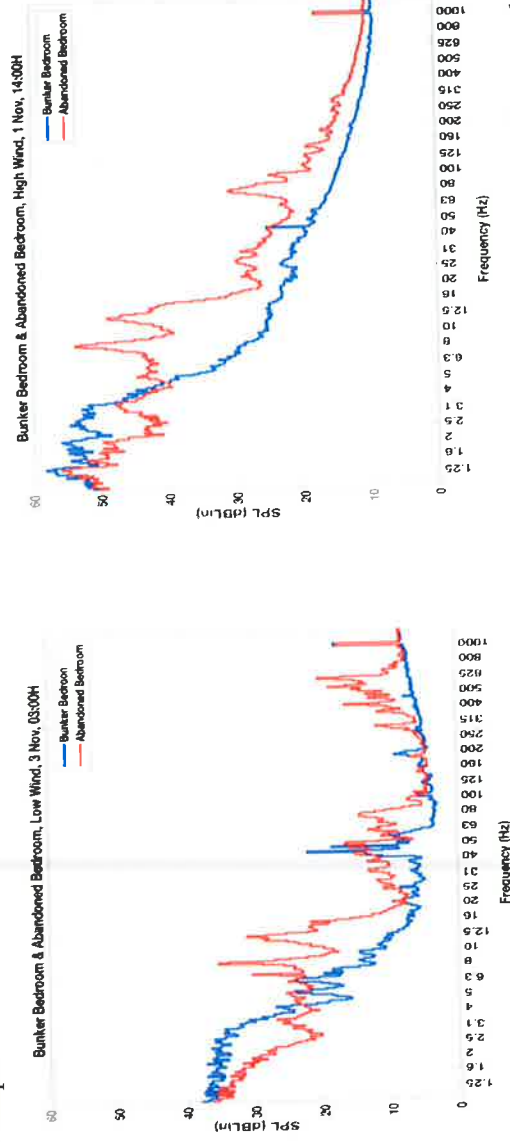 Bunker Bedroom & Abandoned Bedroom, Low Wind, 3 Nov, 03:00H
Bunker Bedroom
Abandoned Bedroom
60
50
40
30
20
10
0
SPL (dBLin)
1.25 1.6 2 2.5 3.1 4 5 6.3 8 10 12.5 16 20 25 31 40 50 63 80 100 125 160 200 250 315 400 500 625 800 1000
Frequency (Hz)
Bunker Bedroom & Abandoned Bedroom, High Wind, 1 Nov, 14:00H
Bunker Bedroom
Abandoned Bedroom
60
50
40
30
20
10
0
SPL (dBLin)
1.25 1.6 2 2.5 3.1 4 5 6.3 8 10 12.5 16 20 25 31 40 50 63 80 100 125 160 200 250 315 400 500 625 800 1000
Frequency (Hz)